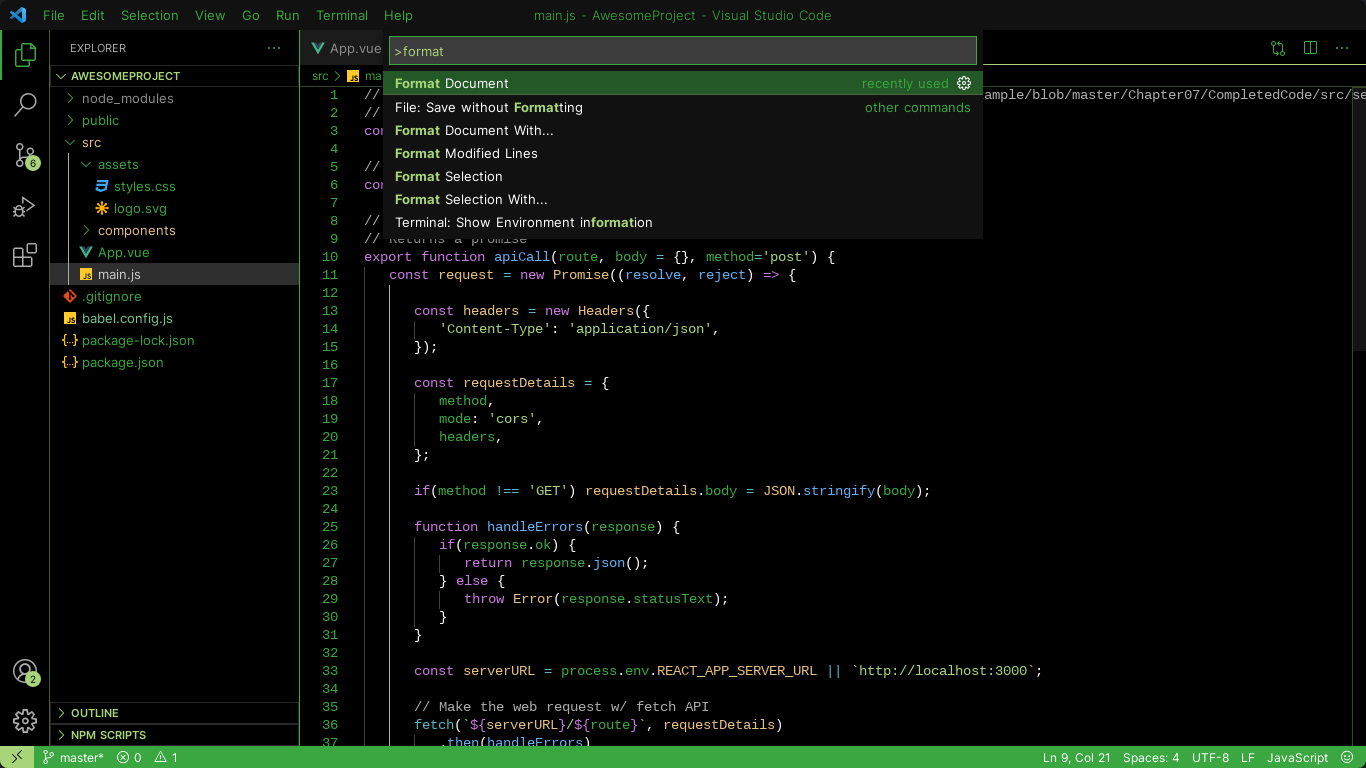 File Edit Selection View Go Run Terminal Help
main.js - AwesomeProject - Visual Studio Code
EXPLORER
AWESOMEPROJECT
node_modules
public
src
assets
styles.css
logo.svg
components
App.vue
main.js
.gitignore
babel.config.js
package-lock.json
package.json
OUTLINE
NPM SCRIPTS
6
2
App.vue
src
JS
>format
Format Document recently used
File: Save without Formatting other commands
Format Document With...
Format Modified Lines
Format Selection
Format Selection With...
Terminal: Show Environment information
1 // ample/blob/master/Chapter07/CompletedCode/src/se
2 //
3
4
5 //
6
7
8 //
9 // Returns a promise
10 export function apiCall(route, body = {}, method='post') {
11 const request = new Promise((resolve, reject) => {
12
13 const headers = new Headers({
14 'Content-Type': 'application/json',
15 });
16
17 const requestDetails = {
18 method,
19 mode: 'cors',
20 headers,
21 };
22
23 if(method !== 'GET') requestDetails.body = JSON.stringify(body);
24
25 function handleErrors(response) {
26 if(response.ok) {
27 return response.json();
28 } else {
29 throw Error(response.statusText);
30 }
31 }
32
33 const serverURL = process.env.REACT_APP_SERVER_URL || `http://localhost:3000`;
34
35 // Make the web request w/ fetch API
36 fetch(`${serverURL}/${route}`, requestDetails)
37 .then(handleErrors)
master* 0 1
Ln 9, Col 21 Spaces: 4 UTF-8 LF JavaScript